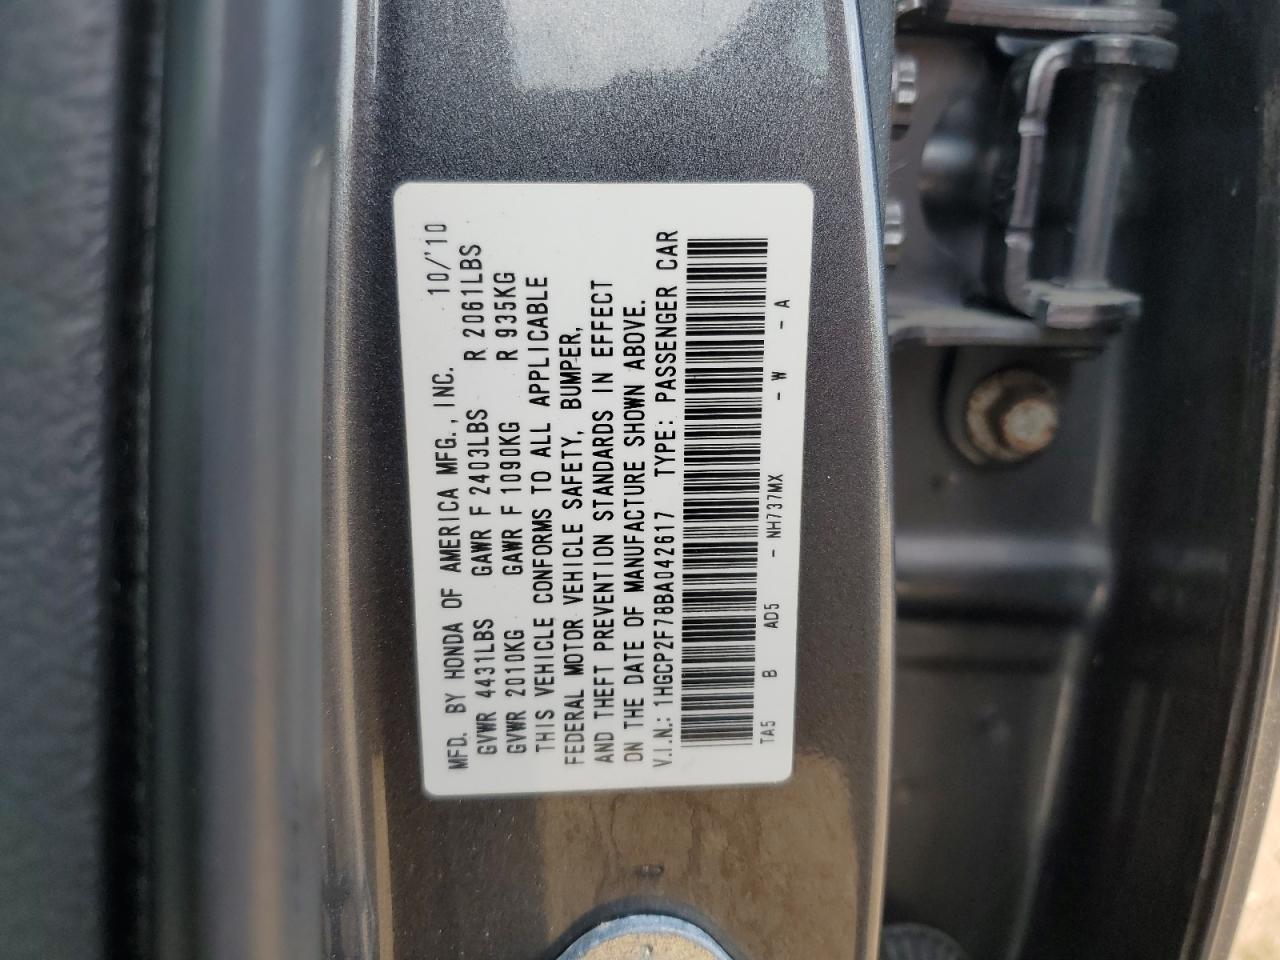 MFD. BY HONDA OF AMERICA MFG., INC. 10/'10
GVWR 4431LBS GAWR F 2403LBS R 2061LBS
GVWR 2010KG GAWR F 1090KG R 935KG
THIS VEHICLE CONFORMS TO ALL APPLICABLE
FEDERAL MOTOR VEHICLE SAFETY, BUMPER,
AND THEFT PREVENTION STANDARDS IN EFFECT
ON THE DATE OF MANUFACTURE SHOWN ABOVE.
V.I.N.: 1HGCP2F78BA042617 TYPE: PASSENGER CAR
TA5 B AD5 - NH737MX - W - A